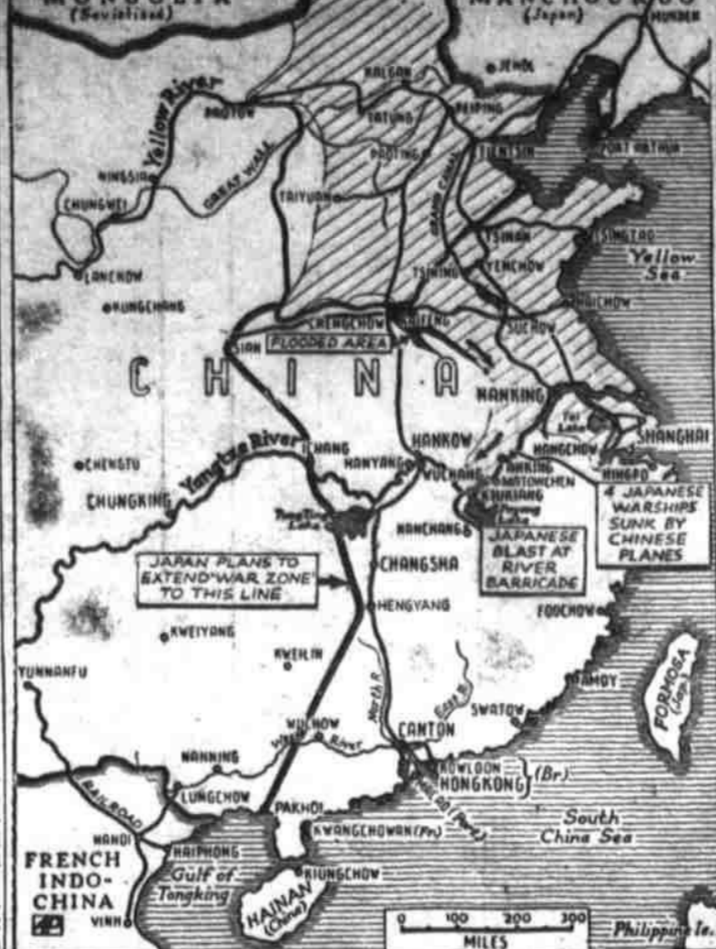 MONGOLIA
(Sovietised)
MANCHOUKUO
(Japan)
MUKDEN
KALGAN
JEHOL
PEIPING
Yellow River
PAOTOW
TATUNG
PAOTING
TIENTSIN
PORT ARTHUR
NINGSIA
GREAT WALL
GRAND CANAL
CHUNGWEI
TAIYUAN
TSINAN
TSINGTAO
TSINING
YENCHOW
Yellow
Sea
LANCHOW
KUNGCHANG
CHENGCHOW
KAIFENG
SUCHOW
HAICHOW
SIAN
FLOODED AREA
CHINA
NANKING
Tai
Lake
SHANGHAI
HANKOW
HANGCHOW
Yangtze River
ICHANG
HANYANG
WUCHANG
ANKING
NINGPO
CHENGTU
MATOWCHEN
KIUKIANG
CHUNGKING
Poyang
Lake
4 JAPANESE
WARSHIPS
SUNK BY
CHINESE
PLANES
Lake
NANCHANG
JAPANESE
BLAST AT
RIVER
BARRICADE
JAPAN PLANS TO
EXTEND "WAR ZONE"
TO THIS LINE
CHANGSHA
HENGYANG
FOOCHOW
KWEIYANG
KWEILIN
YUNNANFU
AMOY
FORMOSA
(Jap.)
North R.
East R.
SWATOW
WUCHOW
West River
CANTON
NANNING
KOWLOON
HONGKONG
(Br)
MACAO (Port)
LUNGCHOW
RAILROAD
PAKHOI
South
China Sea
HANOI
KWANGCHOWAN (Fr)
FRENCH
INDO-
CHINA
HAIPHONG
Gulf of
Tongking
KIUNGCHOW
HAINAN
(China)
AP
VINH
0 100 200 300
MILES
Philippine Is.